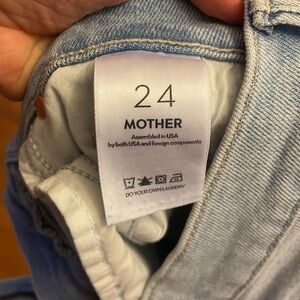 24
MOTHER
Assembled in USA
by both USA and foreign components
DO YOUR OWN LAUNDRY